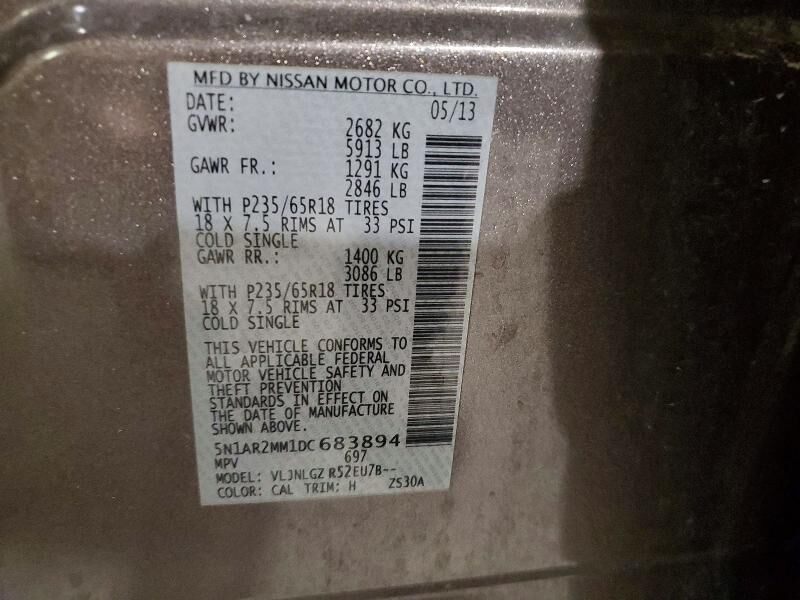 MFD BY NISSAN MOTOR CO., LTD.
DATE: 05/13
GVWR: 2682 KG
5913 LB
GAWR FR.: 1291 KG
2846 LB
WITH P235/65R18 TIRES
18 X 7.5 RIMS AT 33 PSI
COLD SINGLE
GAWR RR.: 1400 KG
3086 LB
WITH P235/65R18 TIRES
18 X 7.5 RIMS AT 33 PSI
COLD SINGLE
THIS VEHICLE CONFORMS TO
ALL APPLICABLE FEDERAL
MOTOR VEHICLE SAFETY AND
THEFT PREVENTION
STANDARDS IN EFFECT ON
THE DATE OF MANUFACTURE
SHOWN ABOVE.
5N1AR2MM1DC683894
MPV 697
MODEL: VLJNLGZ R52EU7B--
COLOR: CAL TRIM: H ZS30A